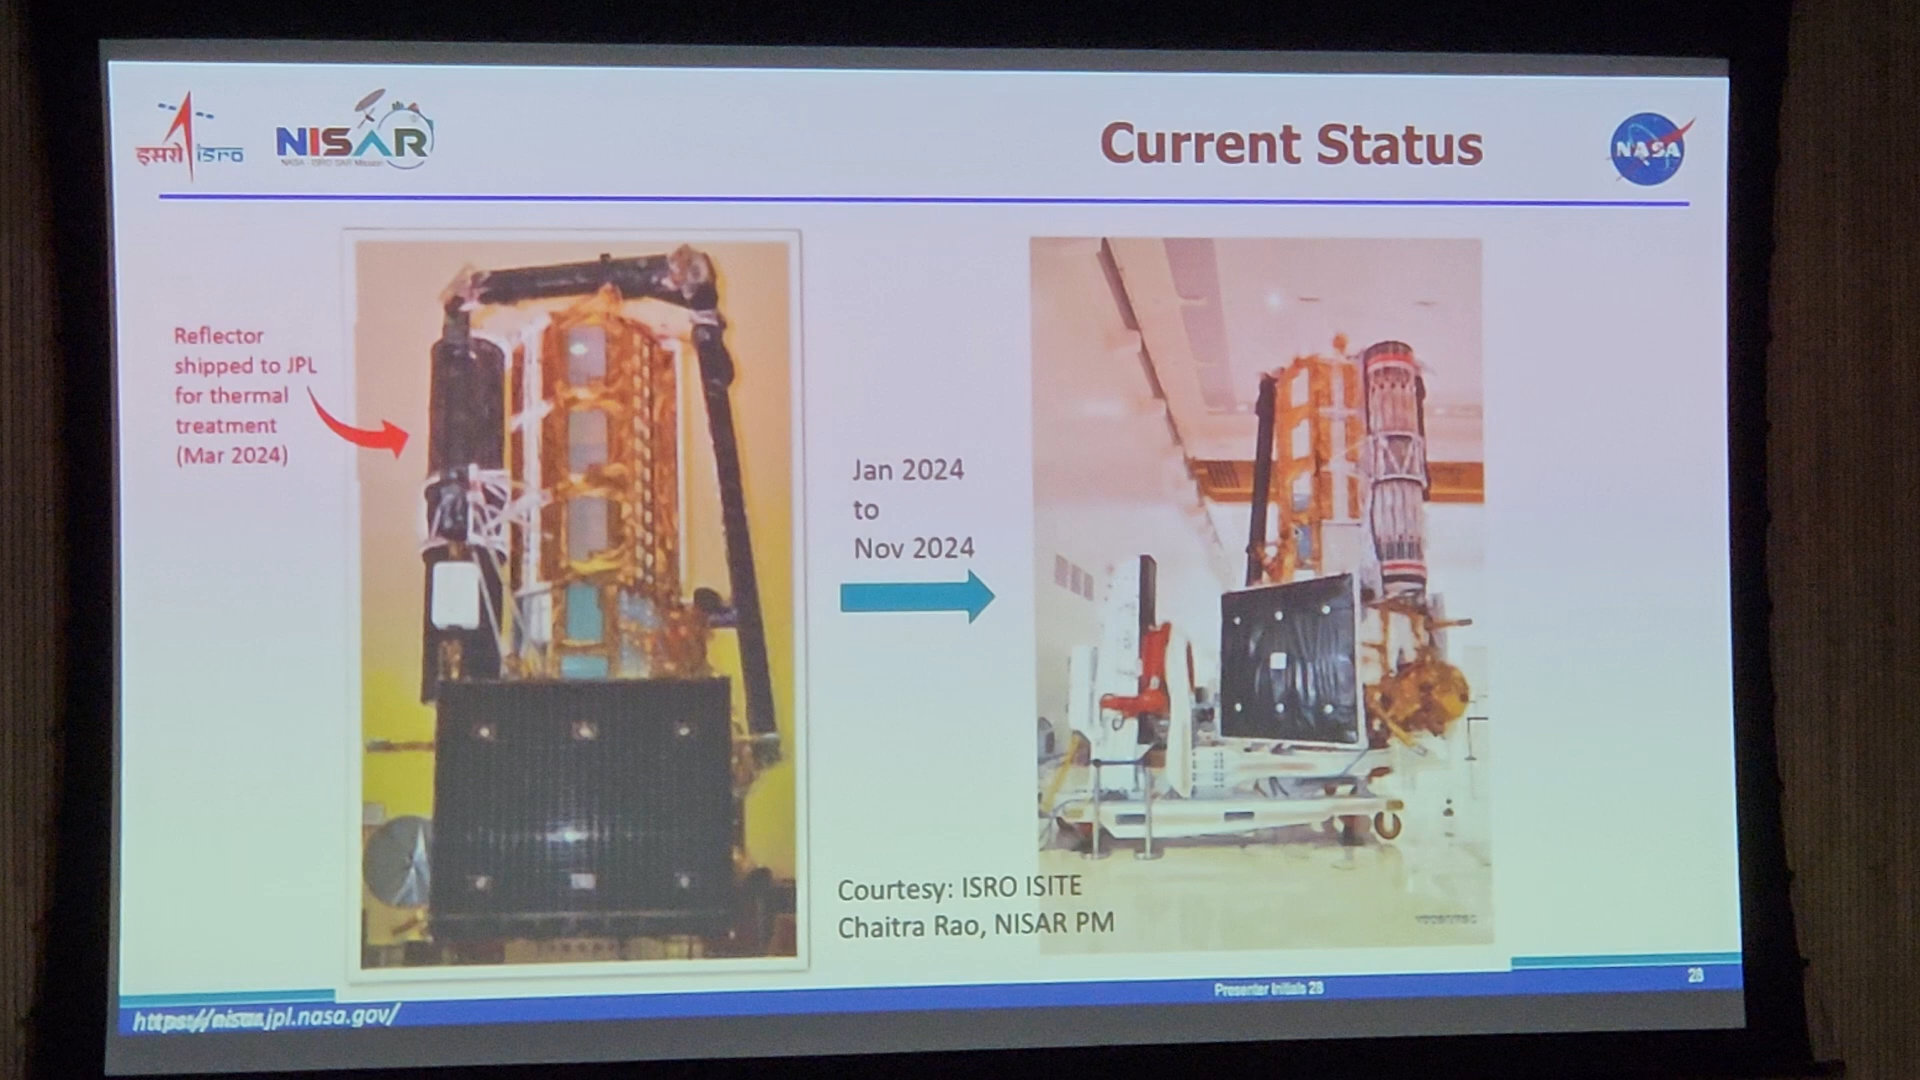 इसरो isro
NISAR
NASA - ISRO SAR Mission
Current Status
NASA
Reflector
shipped to JPL
for thermal
treatment
(Mar 2024)
Jan 2024
to
Nov 2024
Courtesy: ISRO ISITE
Chaitra Rao, NISAR PM
Presenter Initials 28
28
jpl.nasa.gov/